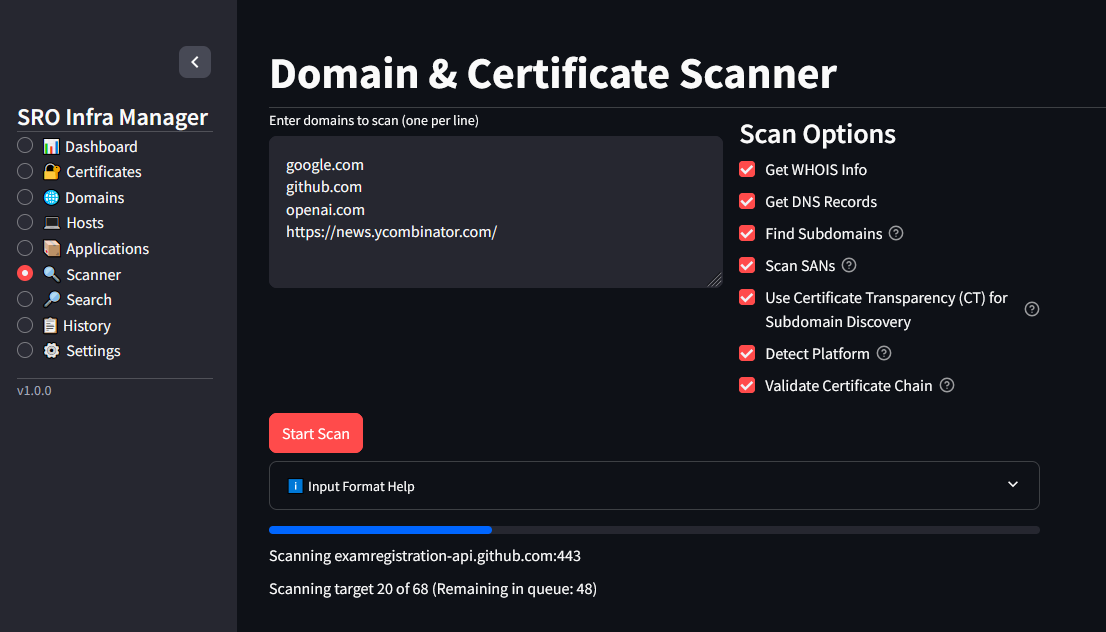 SRO Infra Manager
Dashboard
Certificates
Domains
Hosts
Applications
Scanner
Search
History
Settings
v1.0.0
Domain & Certificate Scanner
Enter domains to scan (one per line)
google.com
github.com
openai.com
https://news.ycombinator.com/
Scan Options
Get WHOIS Info
Get DNS Records
Find Subdomains
Scan SANs
Use Certificate Transparency (CT) for
Subdomain Discovery
Detect Platform
Validate Certificate Chain
Start Scan
Input Format Help
Scanning examregistration-api.github.com:443
Scanning target 20 of 68 (Remaining in queue: 48)